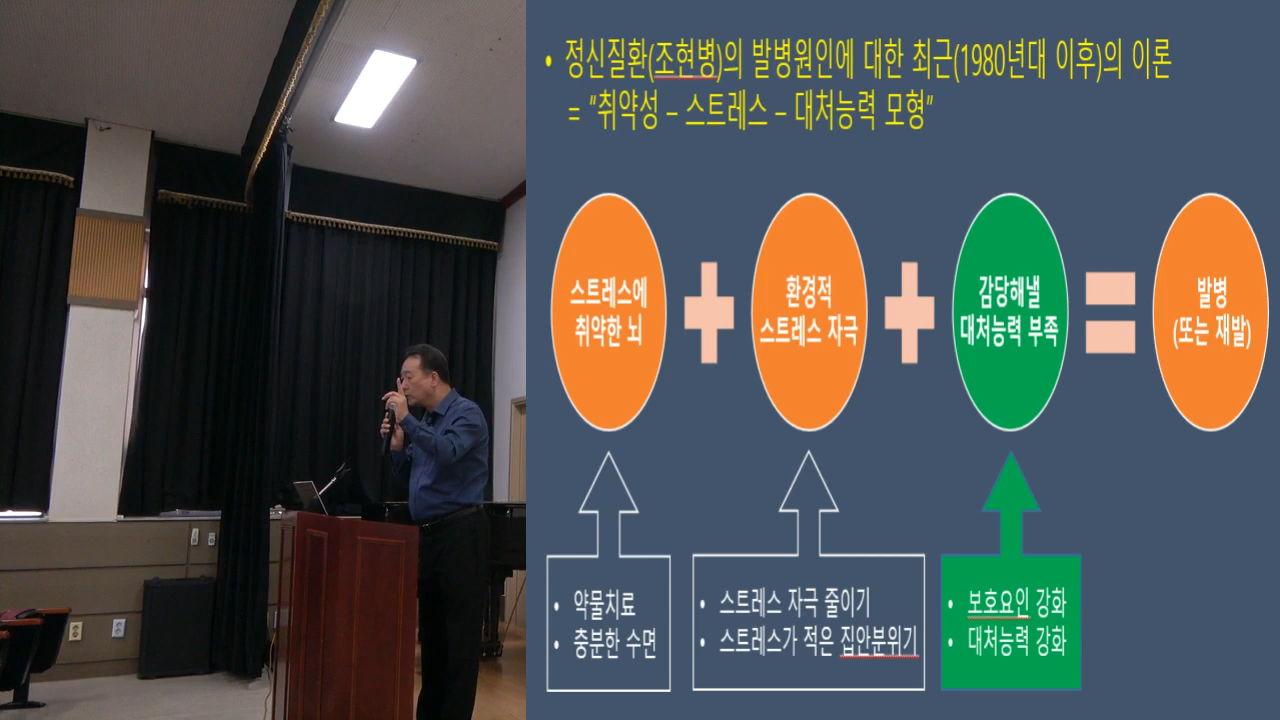 • 정신질환(조현병)의 발병원인에 대한 최근(1980년대 이후)의 이론
= “취약성 – 스트레스 – 대처능력 모형”
스트레스에
취약한 뇌
환경적
스트레스 자극
감당해낼
대처능력 부족
발병
(또는 재발)
• 약물치료
• 충분한 수면
• 스트레스 자극 줄이기
• 스트레스가 적은 집안분위기
• 보호요인 강화
• 대처능력 강화